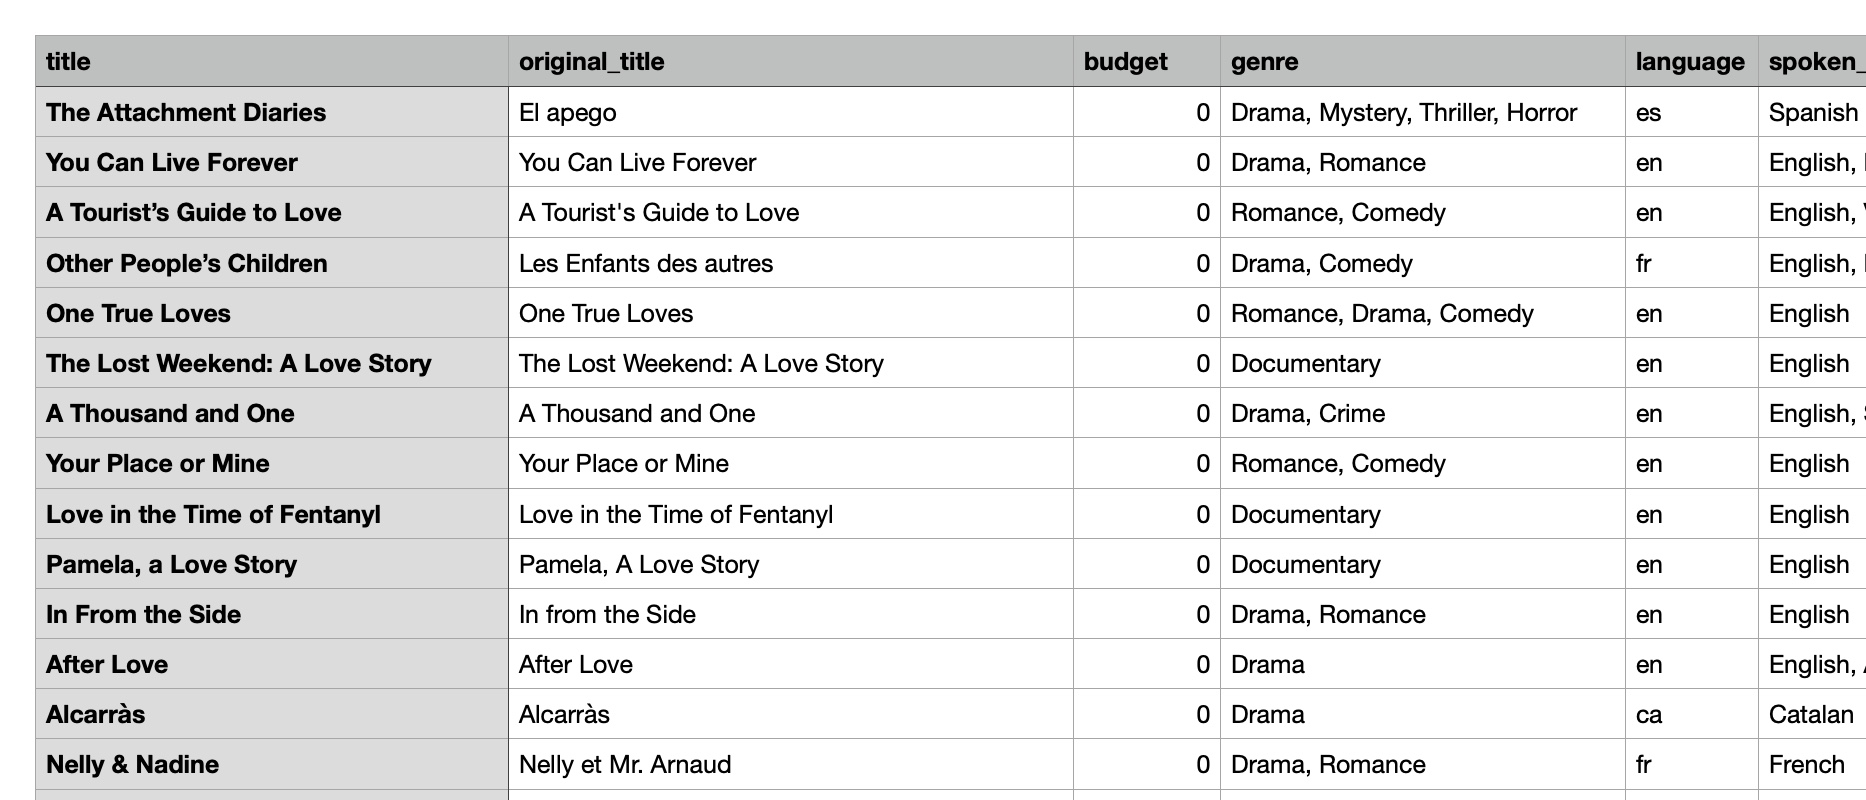 title original_title budget genre language spoken_
The Attachment Diaries El apego 0 Drama, Mystery, Thriller, Horror es Spanish
You Can Live Forever You Can Live Forever 0 Drama, Romance en English,
A Tourist’s Guide to Love A Tourist's Guide to Love 0 Romance, Comedy en English,
Other People’s Children Les Enfants des autres 0 Drama, Comedy fr English,
One True Loves One True Loves 0 Romance, Drama, Comedy en English
The Lost Weekend: A Love Story The Lost Weekend: A Love Story 0 Documentary en English
A Thousand and One A Thousand and One 0 Drama, Crime en English,
Your Place or Mine Your Place or Mine 0 Romance, Comedy en English
Love in the Time of Fentanyl Love in the Time of Fentanyl 0 Documentary en English
Pamela, a Love Story Pamela, A Love Story 0 Documentary en English
In From the Side In from the Side 0 Drama, Romance en English
After Love After Love 0 Drama en English,
Alcarràs Alcarràs 0 Drama ca Catalan
Nelly & Nadine Nelly et Mr. Arnaud 0 Drama, Romance fr French